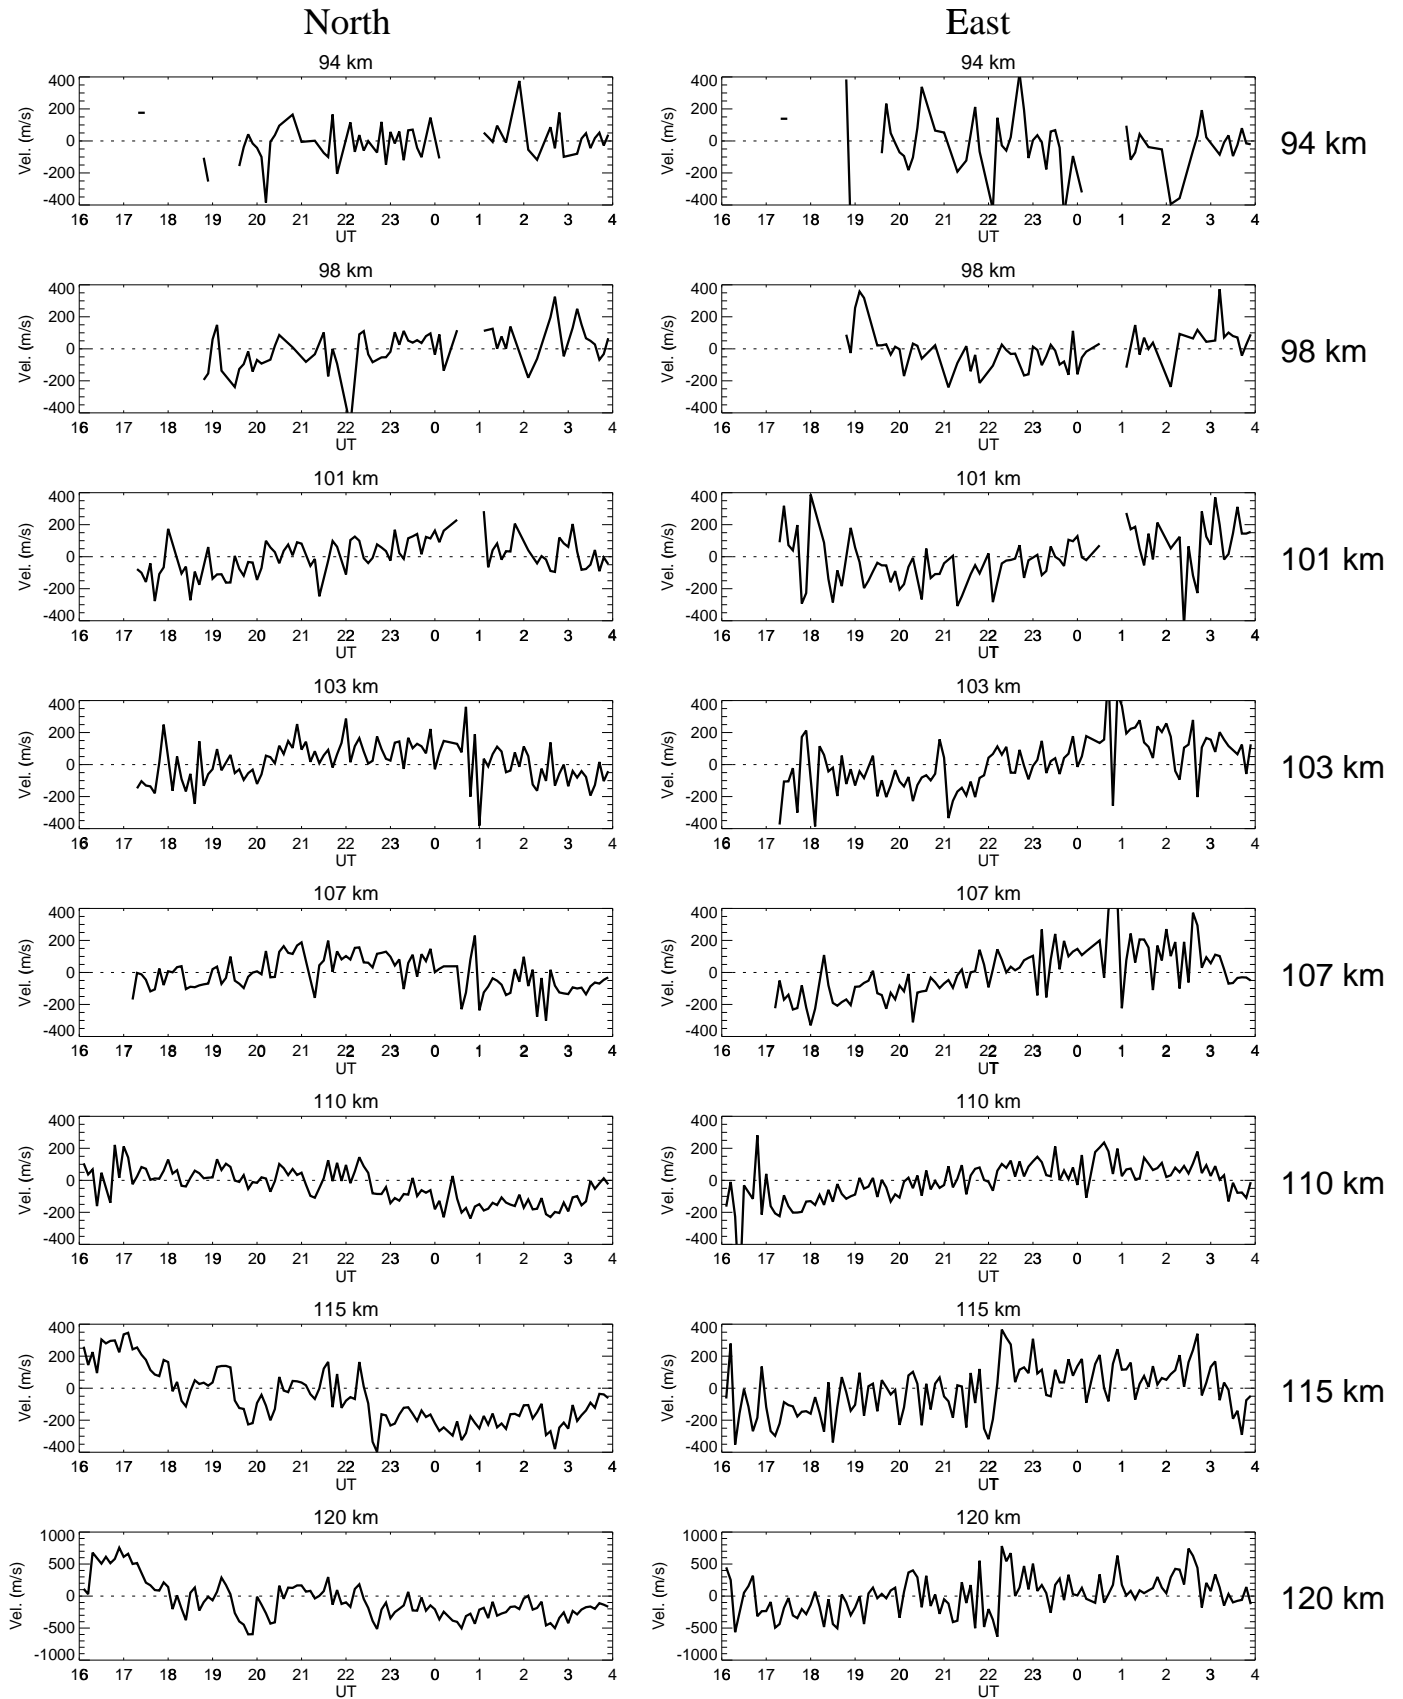 North East
94 km 94 km
400 400
200 200
Vel. (m/s) 0 Vel. (m/s) 0 94 km
-200 -200
-400 -400
16 17 18 19 20 21 22 23 0 1 2 3 4 16 17 18 19 20 21 22 23 0 1 2 3 4
UT UT
98 km 98 km
400 400
200 200
Vel. (m/s) 0 Vel. (m/s) 0 98 km
-200 -200
-400 -400
16 17 18 19 20 21 22 23 0 1 2 3 4 16 17 18 19 20 21 22 23 0 1 2 3 4
UT UT
101 km 101 km
400 400
200 200
Vel. (m/s) 0 Vel. (m/s) 0 101 km
-200 -200
-400 -400
16 17 18 19 20 21 22 23 0 1 2 3 4 16 17 18 19 20 21 22 23 0 1 2 3 4
UT UT
103 km 103 km
400 400
200 200
Vel. (m/s) 0 Vel. (m/s) 0 103 km
-200 -200
-400 -400
16 17 18 19 20 21 22 23 0 1 2 3 4 16 17 18 19 20 21 22 23 0 1 2 3 4
UT UT
107 km 107 km
400 400
200 200
Vel. (m/s) 0 Vel. (m/s) 0 107 km
-200 -200
-400 -400
16 17 18 19 20 21 22 23 0 1 2 3 4 16 17 18 19 20 21 22 23 0 1 2 3 4
UT UT
110 km 110 km
400 400
200 200
Vel. (m/s) 0 Vel. (m/s) 0 110 km
-200 -200
-400 -400
16 17 18 19 20 21 22 23 0 1 2 3 4 16 17 18 19 20 21 22 23 0 1 2 3 4
UT UT
115 km 115 km
400 400
200 200
Vel. (m/s) 0 Vel. (m/s) 0 115 km
-200 -200
-400 -400
16 17 18 19 20 21 22 23 0 1 2 3 4 16 17 18 19 20 21 22 23 0 1 2 3 4
UT UT
120 km 120 km
1000 1000
500 500
Vel. (m/s) 0 Vel. (m/s) 0 120 km
-500 -500
-1000 -1000
16 17 18 19 20 21 22 23 0 1 2 3 4 16 17 18 19 20 21 22 23 0 1 2 3 4
UT UT